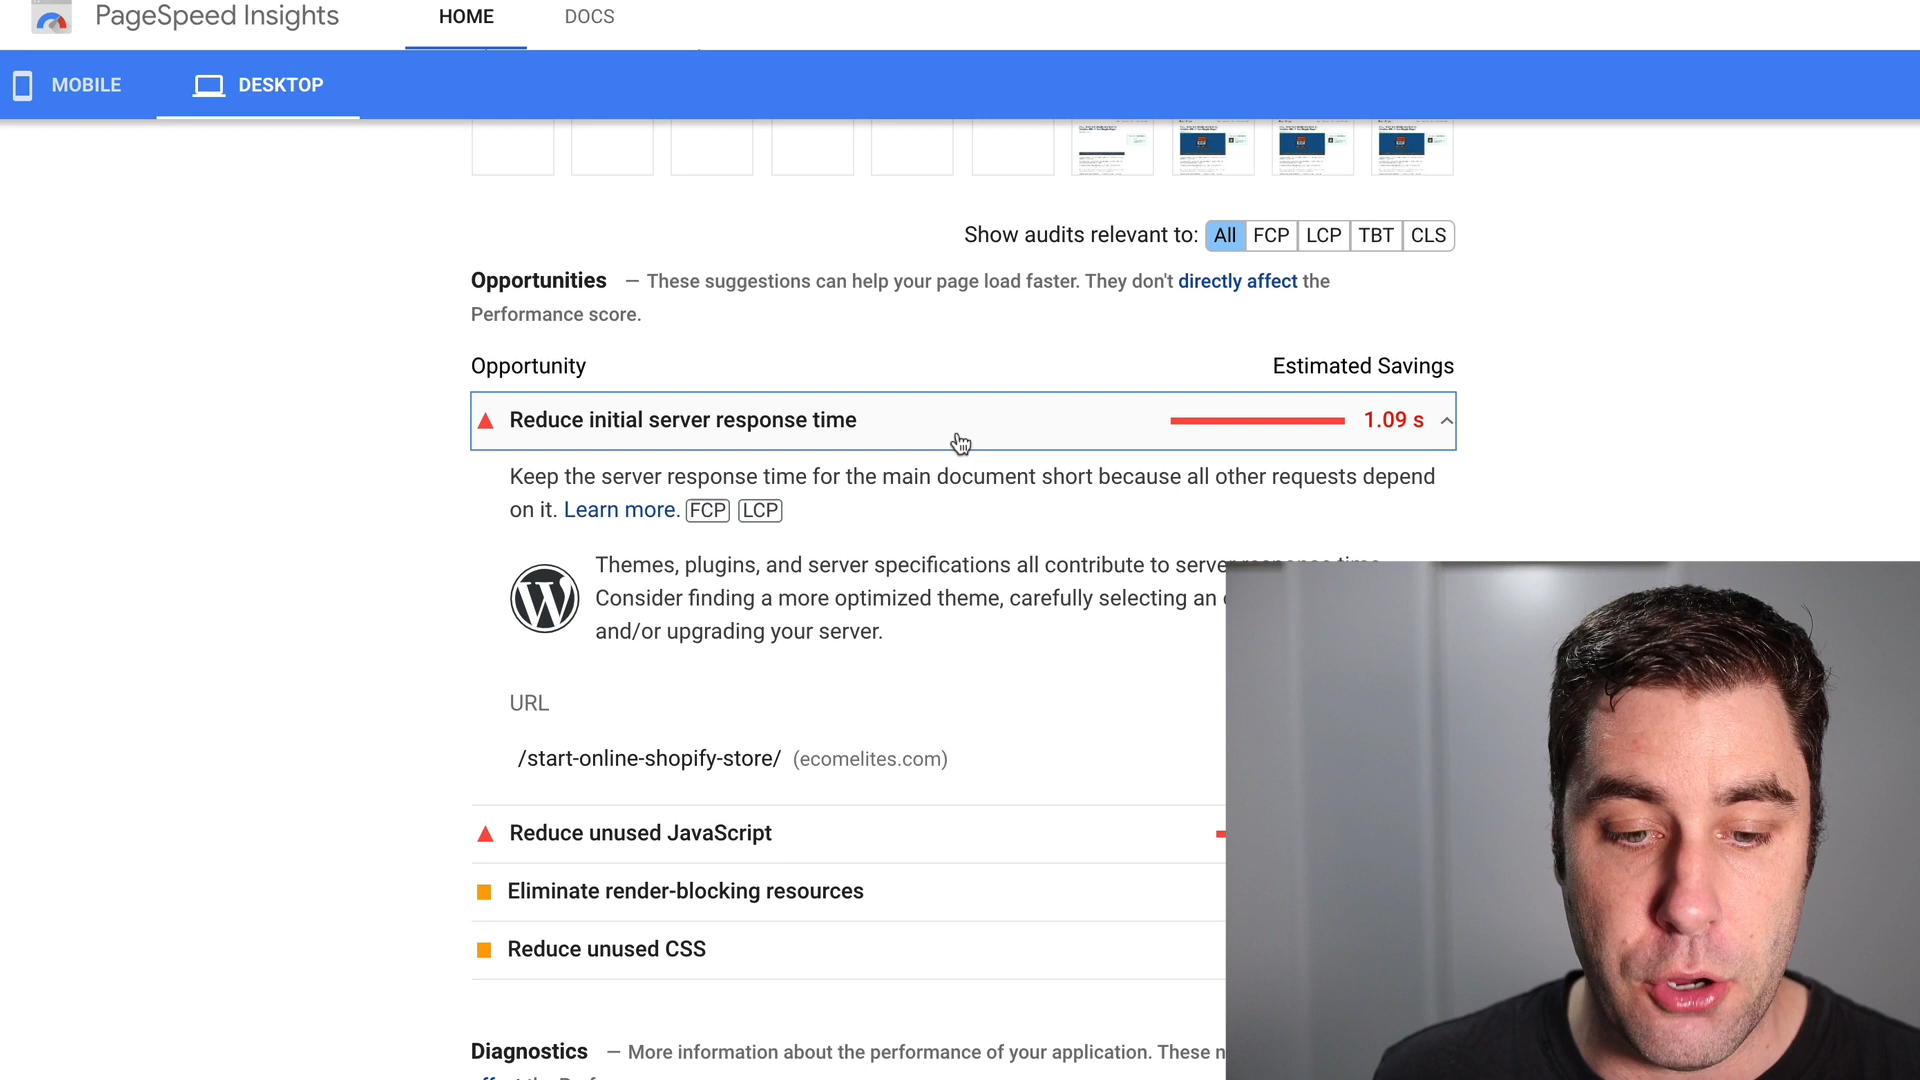 PageSpeed Insights
HOME
DOCS
MOBILE
DESKTOP
Show audits relevant to: All FCP LCP TBT CLS
Opportunities — These suggestions can help your page load faster. They don't directly affect the
Performance score.
Opportunity
Estimated Savings
Reduce initial server response time
1.09 s
Keep the server response time for the main document short because all other requests depend
on it. Learn more. FCP LCP
Themes, plugins, and server specifications all contribute to server response time.
Consider finding a more optimized theme, carefully selecting an
and/or upgrading your server.
URL
/start-online-shopify-store/ (ecomelites.com)
Reduce unused JavaScript
Eliminate render-blocking resources
Reduce unused CSS
Diagnostics — More information about the performance of your application. These